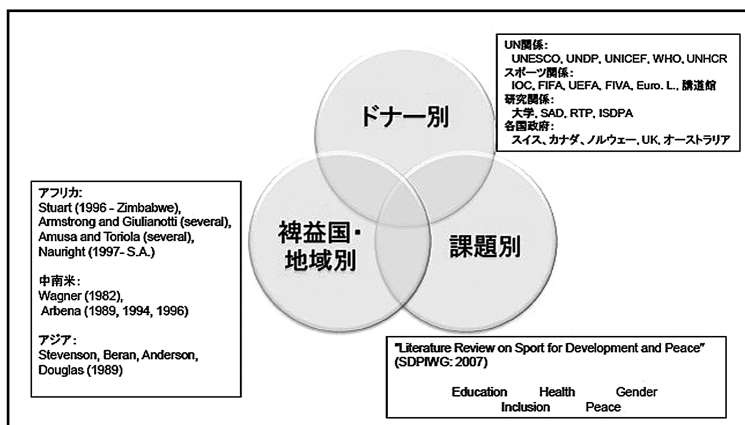 UN関係:
UNESCO, UNDP, UNICEF, WHO, UNHCR
スポーツ関係:
IOC, FIFA, UEFA, FIVA, Euro. L., 講道館
研究関係:
大学, SAD, RTP, ISDPA
各国政府:
スイス、カナダ、ノルウェー, UK, オーストラリア
ドナー別
裨益国・
地域別
課題別
アフリカ:
Stuart (1996 - Zimbabwe),
Armstrong and Giulianotti (several),
Amusa and Toriola (several),
Nauright (1997- S.A.)
中南米:
Wagner (1982),
Arbena (1989, 1994, 1996)
アジア:
Stevenson, Beran, Anderson,
Douglas (1989)
"Literature Review on Sport for Development and Peace"
(SDPIWG: 2007)
Education Health Gender
Inclusion Peace